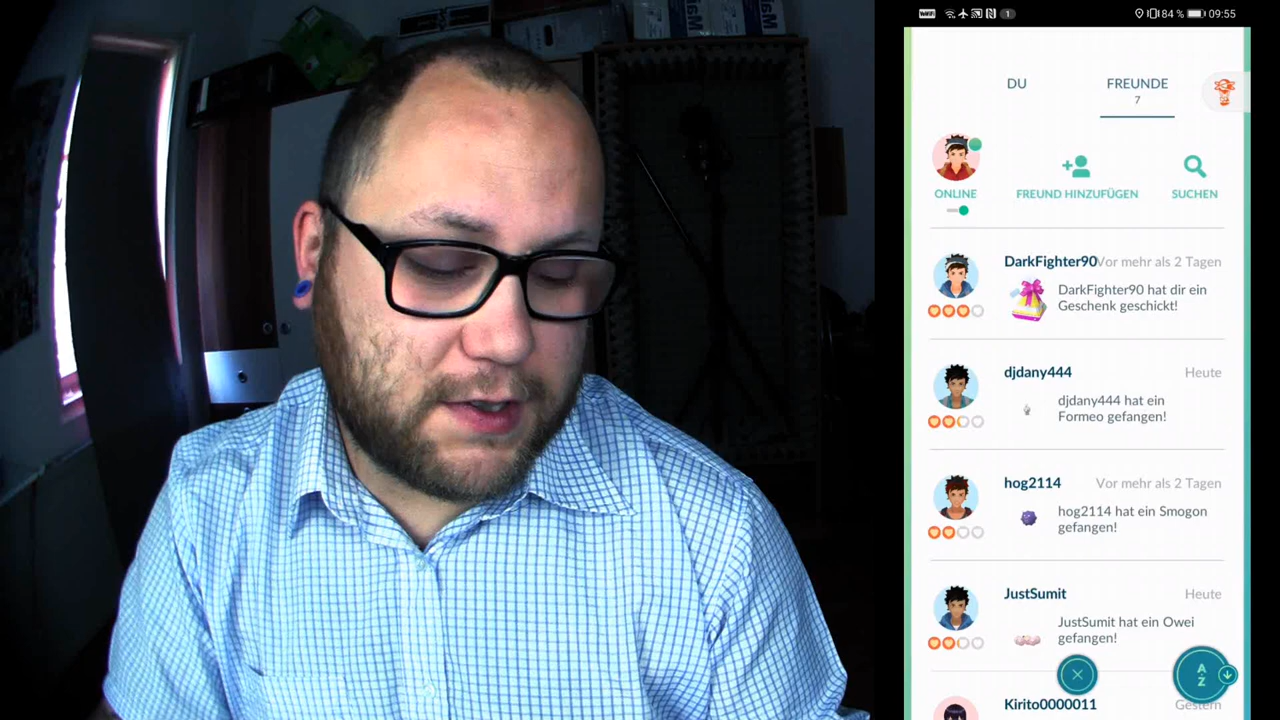 1
84 %
09:55
DU
FREUNDE
7
ONLINE
FREUND HINZUFÜGEN
SUCHEN
DarkFighter90
Vor mehr als 2 Tagen
DarkFighter90 hat dir ein
Geschenk geschickt!
djdany444
Heute
djdany444 hat ein
Formeo gefangen!
hog2114
Vor mehr als 2 Tagen
hog2114 hat ein Smogon
gefangen!
JustSumit
Heute
JustSumit hat ein Owei
gefangen!
A
Z
Kirito0000011
Gestern